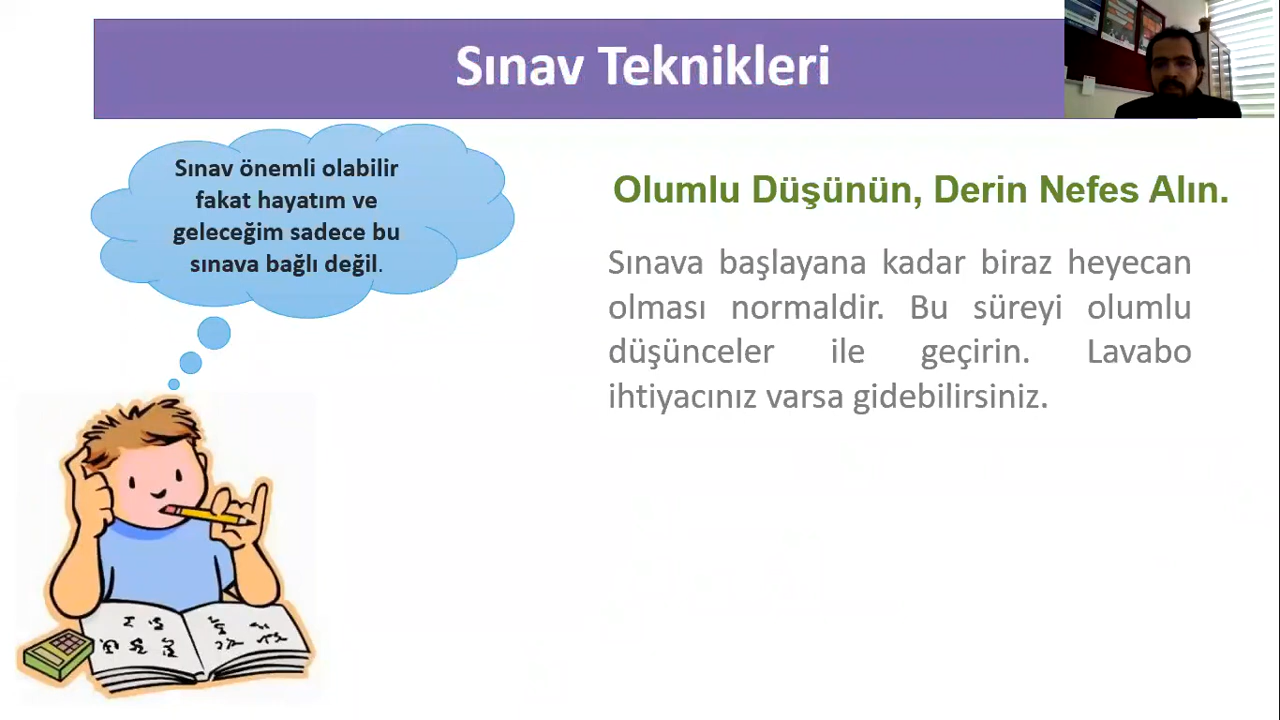 Sınav Teknikleri
Sınav önemli olabilir
fakat hayatım ve
geleceğim sadece bu
sınava bağlı değil.
Olumlu Düşünün, Derin Nefes Alın.
Sınava başlayana kadar biraz heyecan
olması normaldir. Bu süreyi olumlu
düşünceler ile geçirin. Lavabo
ihtiyacınız varsa gidebilirsiniz.